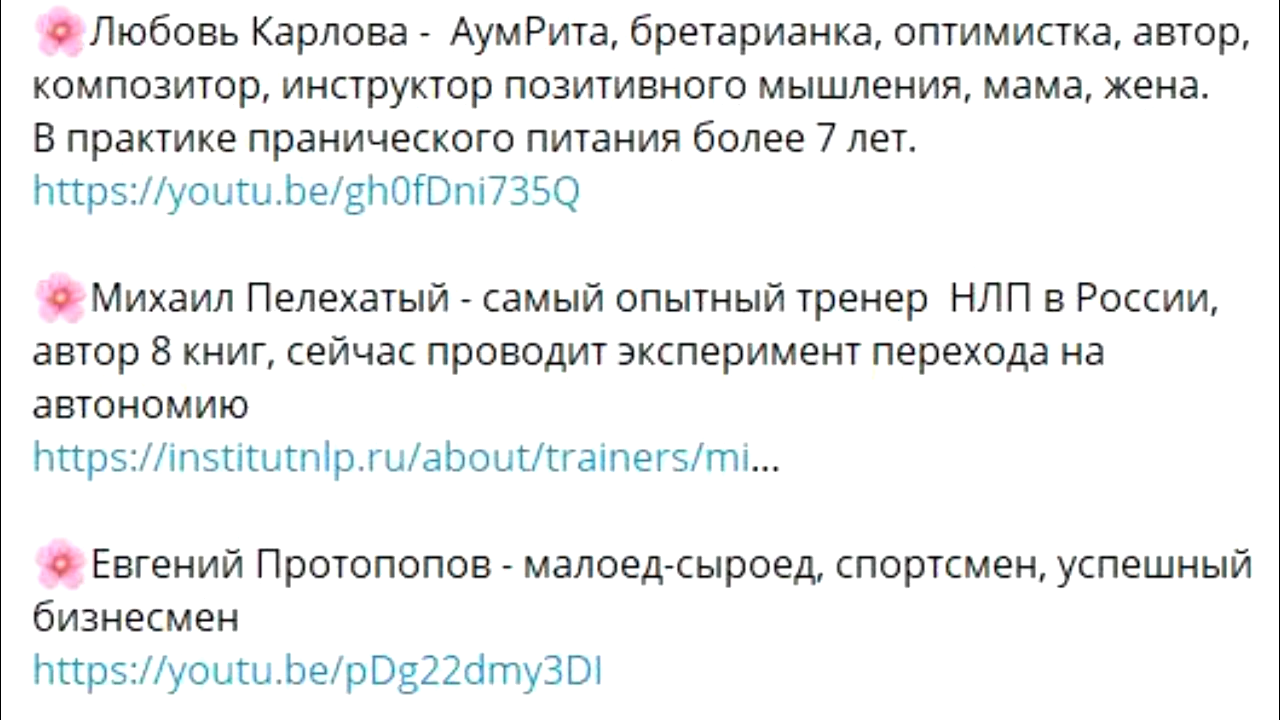 🌸Любовь Карлова -  АумРита, бретарианка, оптимистка, автор,
композитор, инструктор позитивного мышления, мама, жена.
В практике пранического питания более 7 лет.
https://youtu.be/gh0fDni735Q
🌸Михаил Пелехатый - самый опытный тренер  НЛП в России,
автор 8 книг, сейчас проводит эксперимент перехода на
автономию
https://institutnlp.ru/about/trainers/mi...
🌸Евгений Протопопов - малоед-сыроед, спортсмен, успешный
бизнесмен
https://youtu.be/pDg22dmy3DI